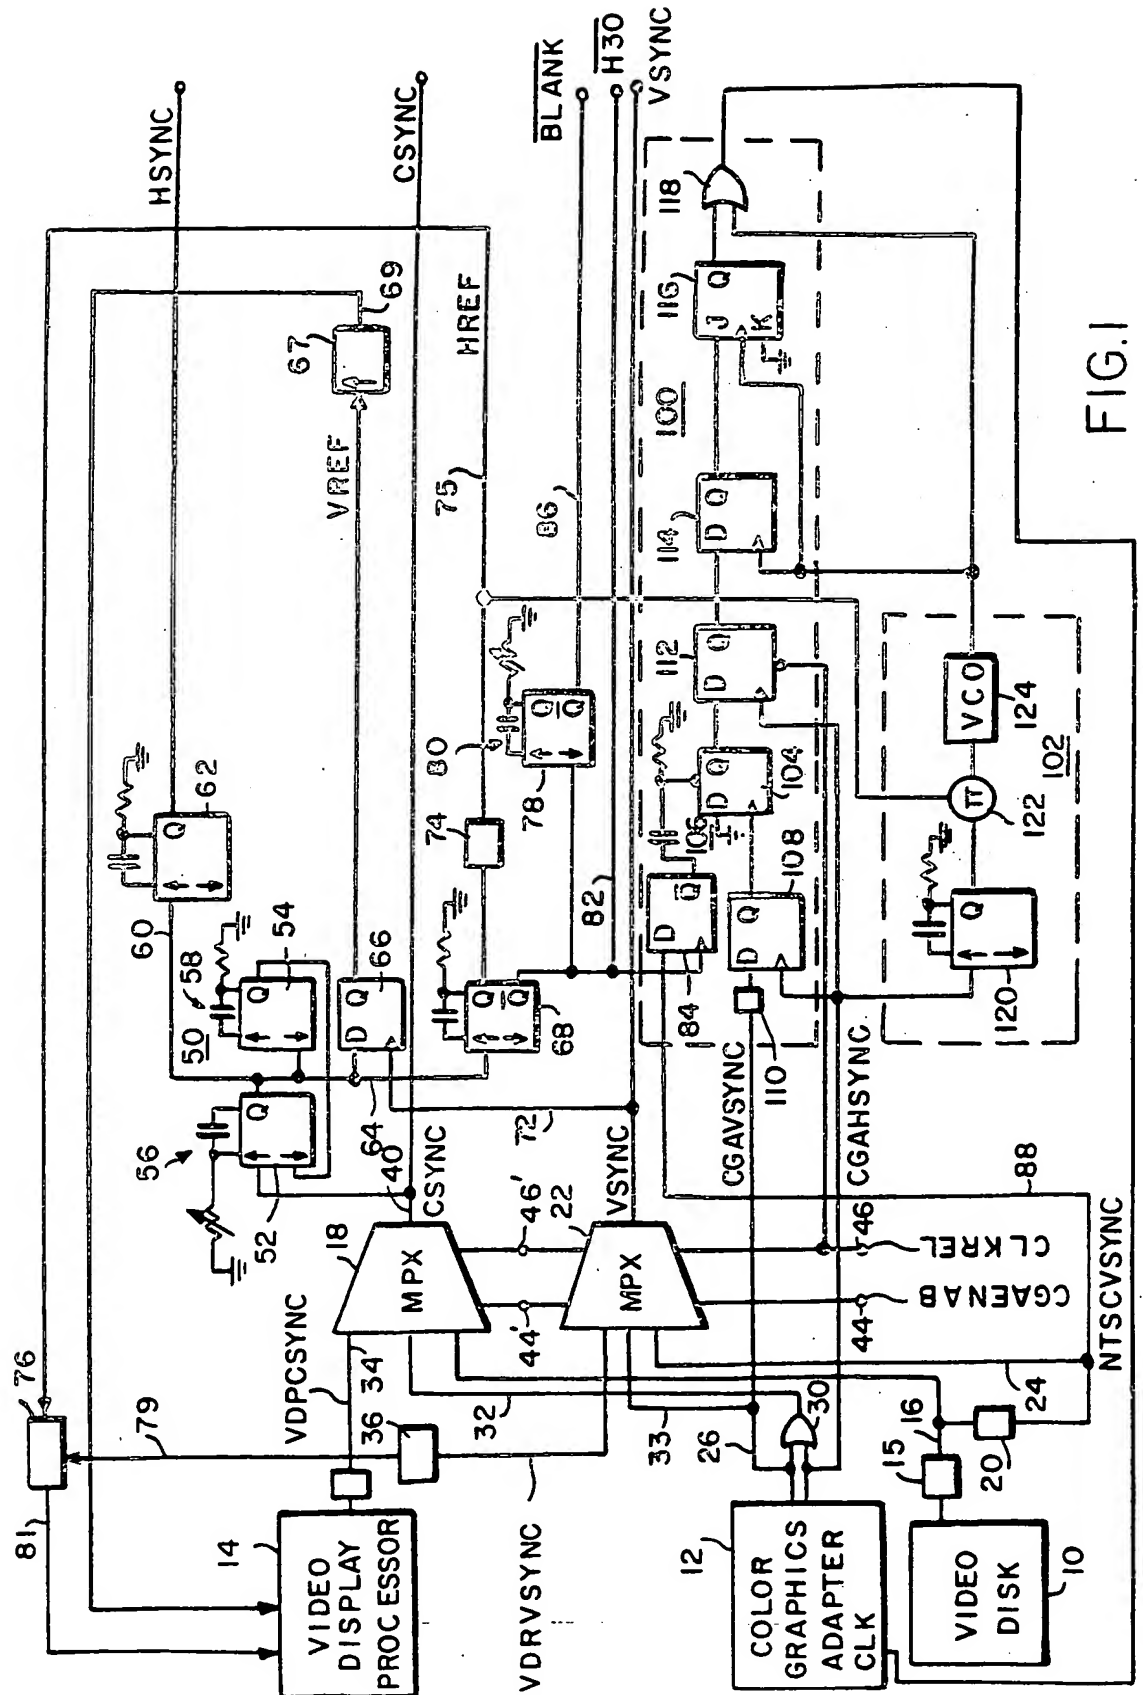 HSYNC
CSYNC
BLANK
H30
VSYNC
62
Q
60
58
50
54
Q
56
Q
52
64
D Q
66
VREF
67
69
HREF
75
74
80
78
Q
Q
86
82
68
Q
Q
72
76
79
81
VDPCSYNC
34'
36
14
VIDEO
DISPLAY
PROCESSOR
18
MPX
40
CSYNC
46'
44'
22
MPX
VSYNC
32
33
26
30
VDRVSYNC
12
COLOR
GRAPHICS
ADAPTER
CLK
10
VIDEO
DISK
15
16
20
24
44
46
CGAENAB
CLKREL
NTSCVSYNC
88
CGAVSYNC
CGAHSYNC
110
84
D
Q
106
D Q
108
D Q
104
D Q
112
D Q
114
100
J Q
K
116
118
Q
120
π
122
VCO
124
102
FIG.1